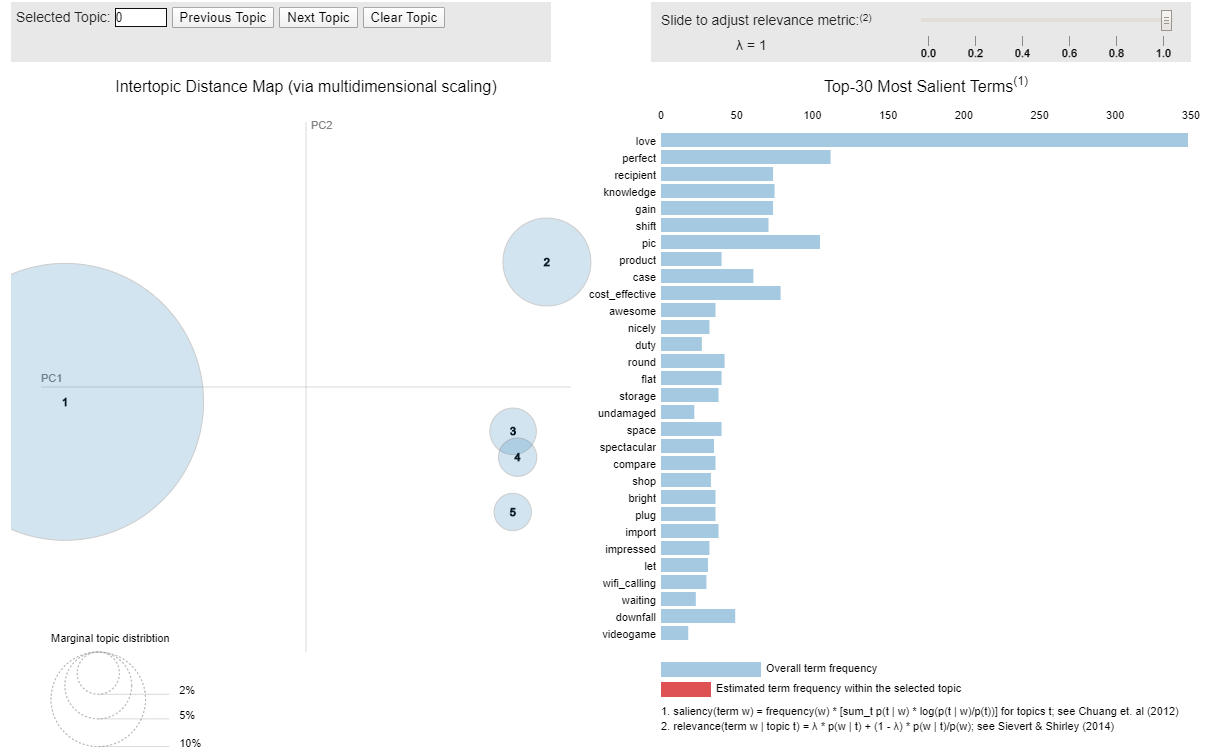 Selected Topic: 0 Previous Topic Next Topic Clear Topic
Slide to adjust relevance metric:(2)
λ = 1
0.0 0.2 0.4 0.6 0.8 1.0
Intertopic Distance Map (via multidimensional scaling)
PC2
PC1
1
2
3
4
5
Marginal topic distribtion
2%
5%
10%
Top-30 Most Salient Terms(1)
0 50 100 150 200 250 300 350
love
perfect
recipient
knowledge
gain
shift
pic
product
case
cost_effective
awesome
nicely
duty
round
flat
storage
undamaged
space
spectacular
compare
shop
bright
plug
import
impressed
let
wifi_calling
waiting
downfall
videogame
Overall term frequency
Estimated term frequency within the selected topic
1. saliency(term w) = frequency(w) * [sum_t p(t | w) * log(p(t | w)/p(t))] for topics t; see Chuang et. al (2012)
2. relevance(term w | topic t) = λ * p(w | t) + (1 - λ) * p(w | t)/p(w); see Sievert & Shirley (2014)